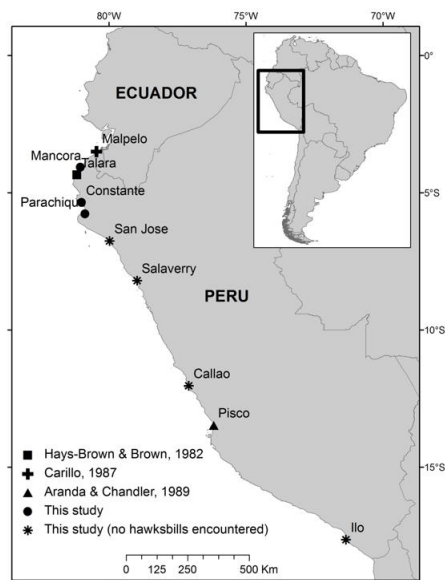 80°W
75°W
70°W
0°
ECUADOR
Malpelo
Mancora
Talara
Constante
5°S
Parachique
San Jose
Salaverry
PERU
10°S
Callao
Pisco
Hays-Brown & Brown, 1982
Carillo, 1987
Aranda & Chandler, 1989
15°S
This study
This study (no hawksbills encountered)
Ilo
0 125 250 500 Km